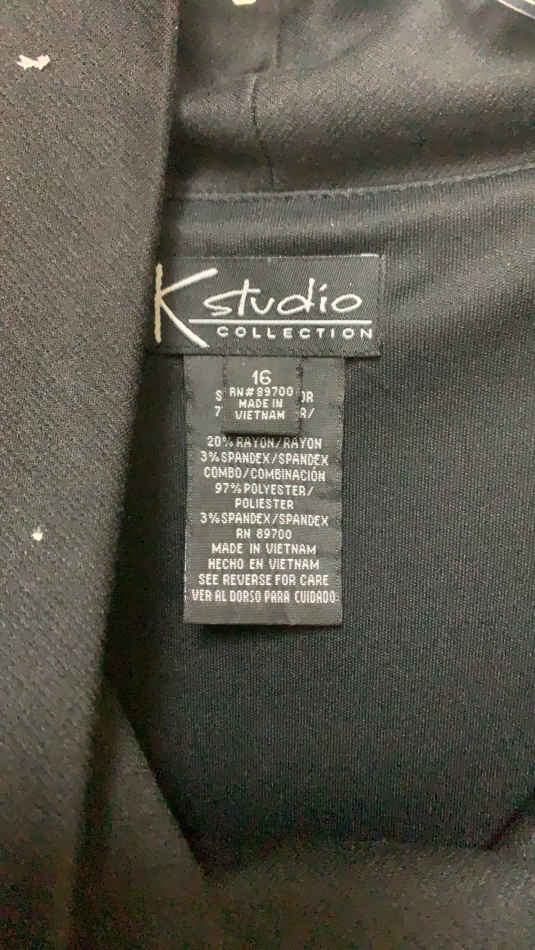 K studio
COLLECTION
16
RN# 89700
MADE IN
VIETNAM
20% RAYON/RAYON
3% SPANDEX/SPANDEX
COMBO/COMBINACIÓN
97% POLYESTER/
POLIESTER
3% SPANDEX/SPANDEX
RN 89700
MADE IN VIETNAM
HECHO EN VIETNAM
SEE REVERSE FOR CARE
VER AL DORSO PARA CUIDADO